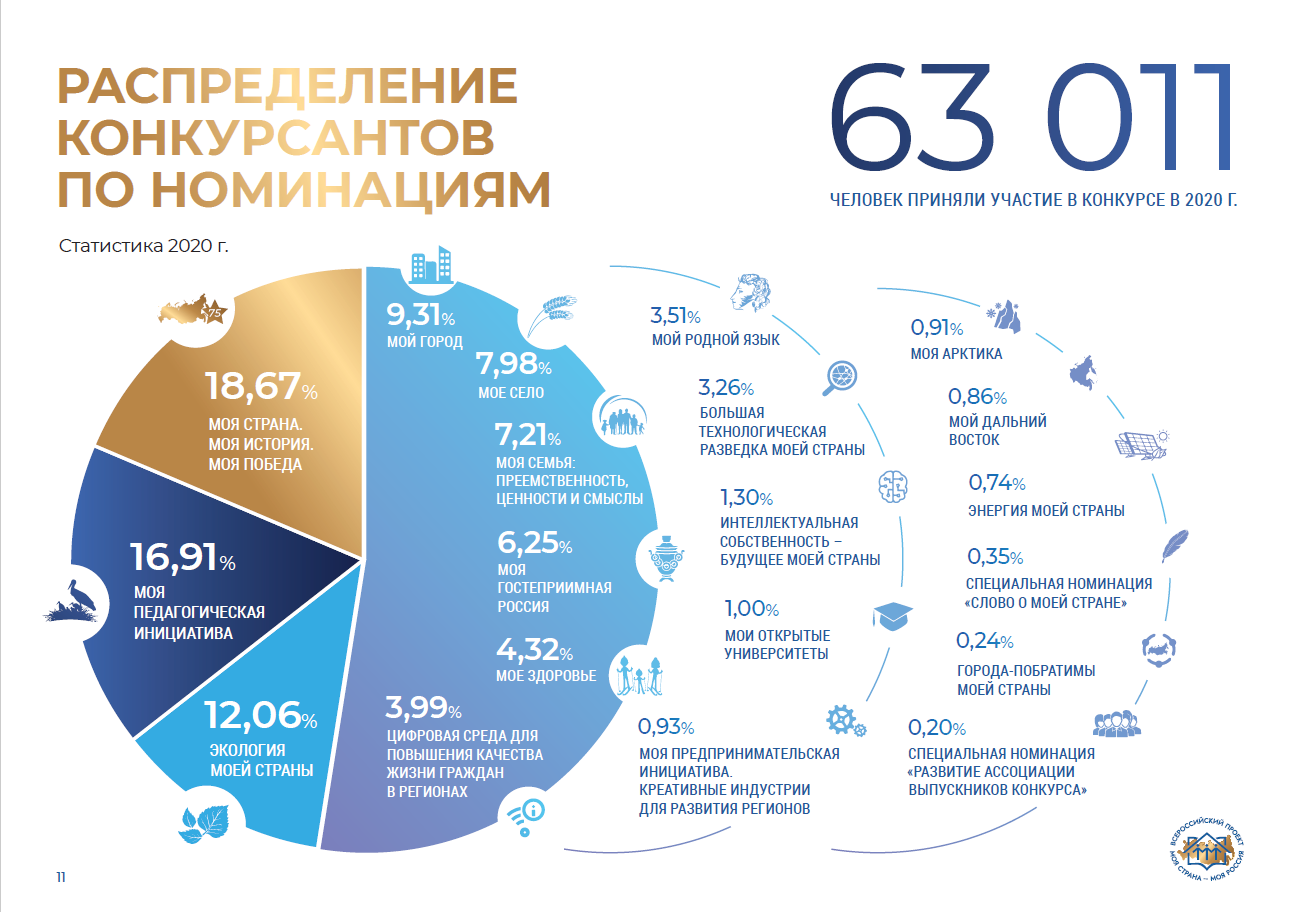 РАСПРЕДЕЛЕНИЕ
КОНКУРСАНТОВ
ПО НОМИНАЦИЯМ
63 011
ЧЕЛОВЕК ПРИНЯЛИ УЧАСТИЕ В КОНКУРСЕ В 2020 Г.
Статистика 2020 г.
75
18,67%
МОЯ СТРАНА.
МОЯ ИСТОРИЯ.
МОЯ ПОБЕДА
16,91%
МОЯ
ПЕДАГОГИЧЕСКАЯ
ИНИЦИАТИВА
12,06%
ЭКОЛОГИЯ
МОЕЙ СТРАНЫ
9,31%
МОЙ ГОРОД
7,98%
МОЕ СЕЛО
7,21%
МОЯ СЕМЬЯ:
ПРЕЕМСТВЕННОСТЬ,
ЦЕННОСТИ И СМЫСЛЫ
6,25%
МОЯ
ГОСТЕПРИИМНАЯ
РОССИЯ
4,32%
МОЕ ЗДОРОВЬЕ
3,99%
ЦИФРОВАЯ СРЕДА ДЛЯ
ПОВЫШЕНИЯ КАЧЕСТВА
ЖИЗНИ ГРАЖДАН
В РЕГИОНАХ
3,51%
МОЙ РОДНОЙ ЯЗЫК
3,26%
БОЛЬШАЯ
ТЕХНОЛОГИЧЕСКАЯ
РАЗВЕДКА МОЕЙ СТРАНЫ
1,30%
ИНТЕЛЛЕКТУАЛЬНАЯ
СОБСТВЕННОСТЬ –
БУДУЩЕЕ МОЕЙ СТРАНЫ
1,00%
МОИ ОТКРЫТЫЕ
УНИВЕРСИТЕТЫ
0,93%
МОЯ ПРЕДПРИНИМАТЕЛЬСКАЯ
ИНИЦИАТИВА.
КРЕАТИВНЫЕ ИНДУСТРИИ
ДЛЯ РАЗВИТИЯ РЕГИОНОВ
0,91%
МОЯ АРКТИКА
0,86%
МОЙ ДАЛЬНИЙ
ВОСТОК
0,74%
ЭНЕРГИЯ МОЕЙ СТРАНЫ
0,35%
СПЕЦИАЛЬНАЯ НОМИНАЦИЯ
«СЛОВО О МОЕЙ СТРАНЕ»
0,24%
ГОРОДА-ПОБРАТИМЫ
МОЕЙ СТРАНЫ
0,20%
СПЕЦИАЛЬНАЯ НОМИНАЦИЯ
«РАЗВИТИЕ АССОЦИАЦИИ
ВЫПУСКНИКОВ КОНКУРСА»
ВСЕРОССИЙСКИЙ ПРОЕКТ
МОЯ СТРАНА – МОЯ РОССИЯ
11